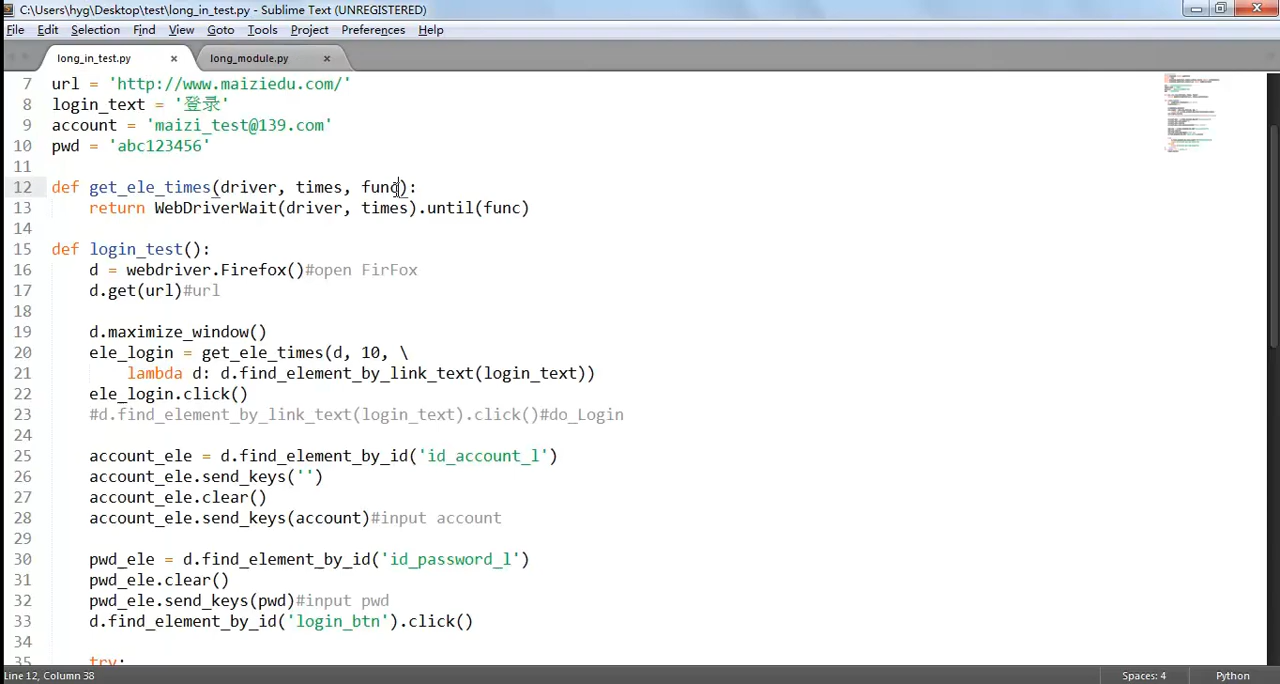 C:\Users\hyg\Desktop\test\long_in_test.py - Sublime Text (UNREGISTERED)
File Edit Selection Find View Goto Tools Project Preferences Help
long_in_test.py × long_module.py ×
7 url = 'http://www.maiziedu.com/'
8 login_text = '登录'
9 account = 'maizi_test@139.com'
10 pwd = 'abc123456'
11
12 def get_ele_times(driver, times, func):
13 return WebDriverWait(driver, times).until(func)
14
15 def login_test():
16 d = webdriver.Firefox()#open FirFox
17 d.get(url)#url
18
19 d.maximize_window()
20 ele_login = get_ele_times(d, 10, \
21 lambda d: d.find_element_by_link_text(login_text))
22 ele_login.click()
23 #d.find_element_by_link_text(login_text).click()#do_Login
24
25 account_ele = d.find_element_by_id('id_account_l')
26 account_ele.send_keys('')
27 account_ele.clear()
28 account_ele.send_keys(account)#input account
29
30 pwd_ele = d.find_element_by_id('id_password_l')
31 pwd_ele.clear()
32 pwd_ele.send_keys(pwd)#input pwd
33 d.find_element_by_id('login_btn').click()
34
35 try:
Line 12, Column 38 Spaces: 4 Python